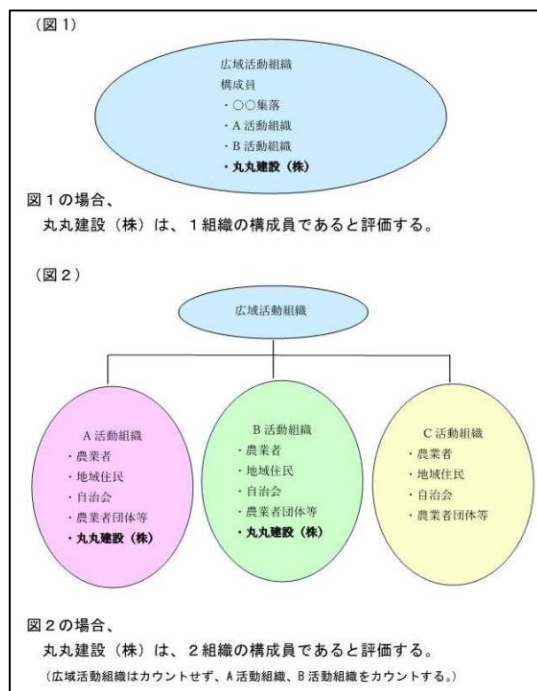 （図１）
広域活動組織
構成員
・○○集落
・A 活動組織
・B 活動組織
・丸丸建設（株）
図１の場合、
丸丸建設（株）は、１組織の構成員であると評価する。
（図２）
広域活動組織
A 活動組織
・農業者
・地域住民
・自治会
・農業者団体等
・丸丸建設（株）
B 活動組織
・農業者
・地域住民
・自治会
・農業者団体等
・丸丸建設（株）
C 活動組織
・農業者
・地域住民
・自治会
・農業者団体等
図２の場合、
丸丸建設（株）は、２組織の構成員であると評価する。
（広域活動組織はカウントせず、A 活動組織、B 活動組織をカウントする。）